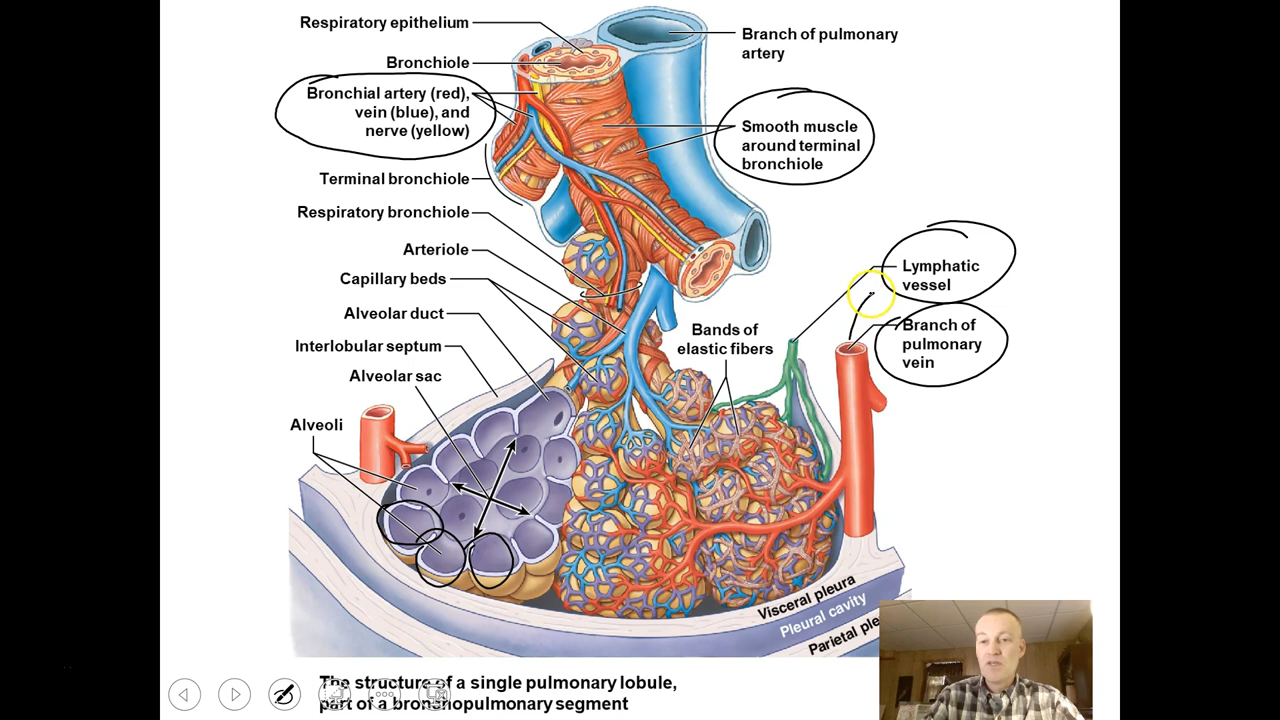 Respiratory epithelium
Bronchiole
Bronchial artery (red),
vein (blue), and
nerve (yellow)
Terminal bronchiole
Respiratory bronchiole
Arteriole
Capillary beds
Alveolar duct
Interlobular septum
Alveolar sac
Alveoli
Branch of pulmonary
artery
Smooth muscle
around terminal
bronchiole
Lymphatic
vessel
Branch of
pulmonary
vein
Bands of
elastic fibers
Visceral pleura
Pleural cavity
Parietal ple
The structure of a single pulmonary lobule,
part of a bronchopulmonary segment